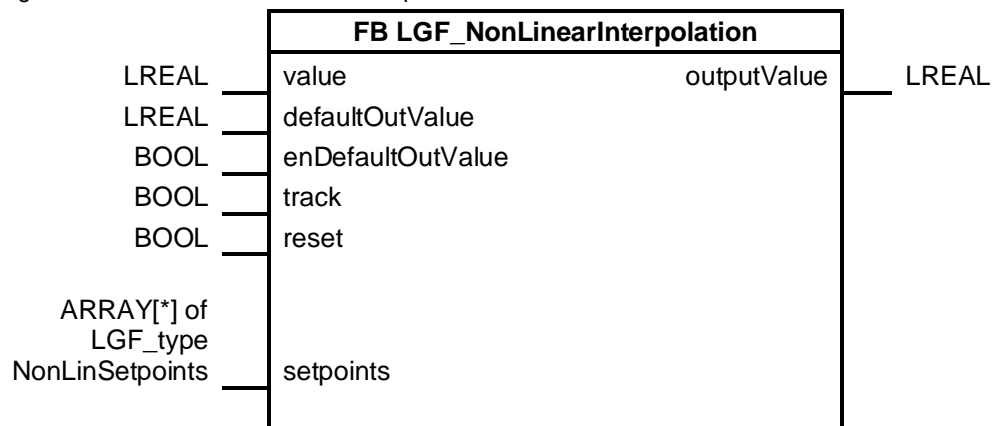 FB LGF_NonLinearInterpolation
LREAL value outputValue LREAL
LREAL defaultOutValue
BOOL enDefaultOutValue
BOOL track
BOOL reset
ARRAY[*] of
LGF_type
NonLinSetpoints setpoints